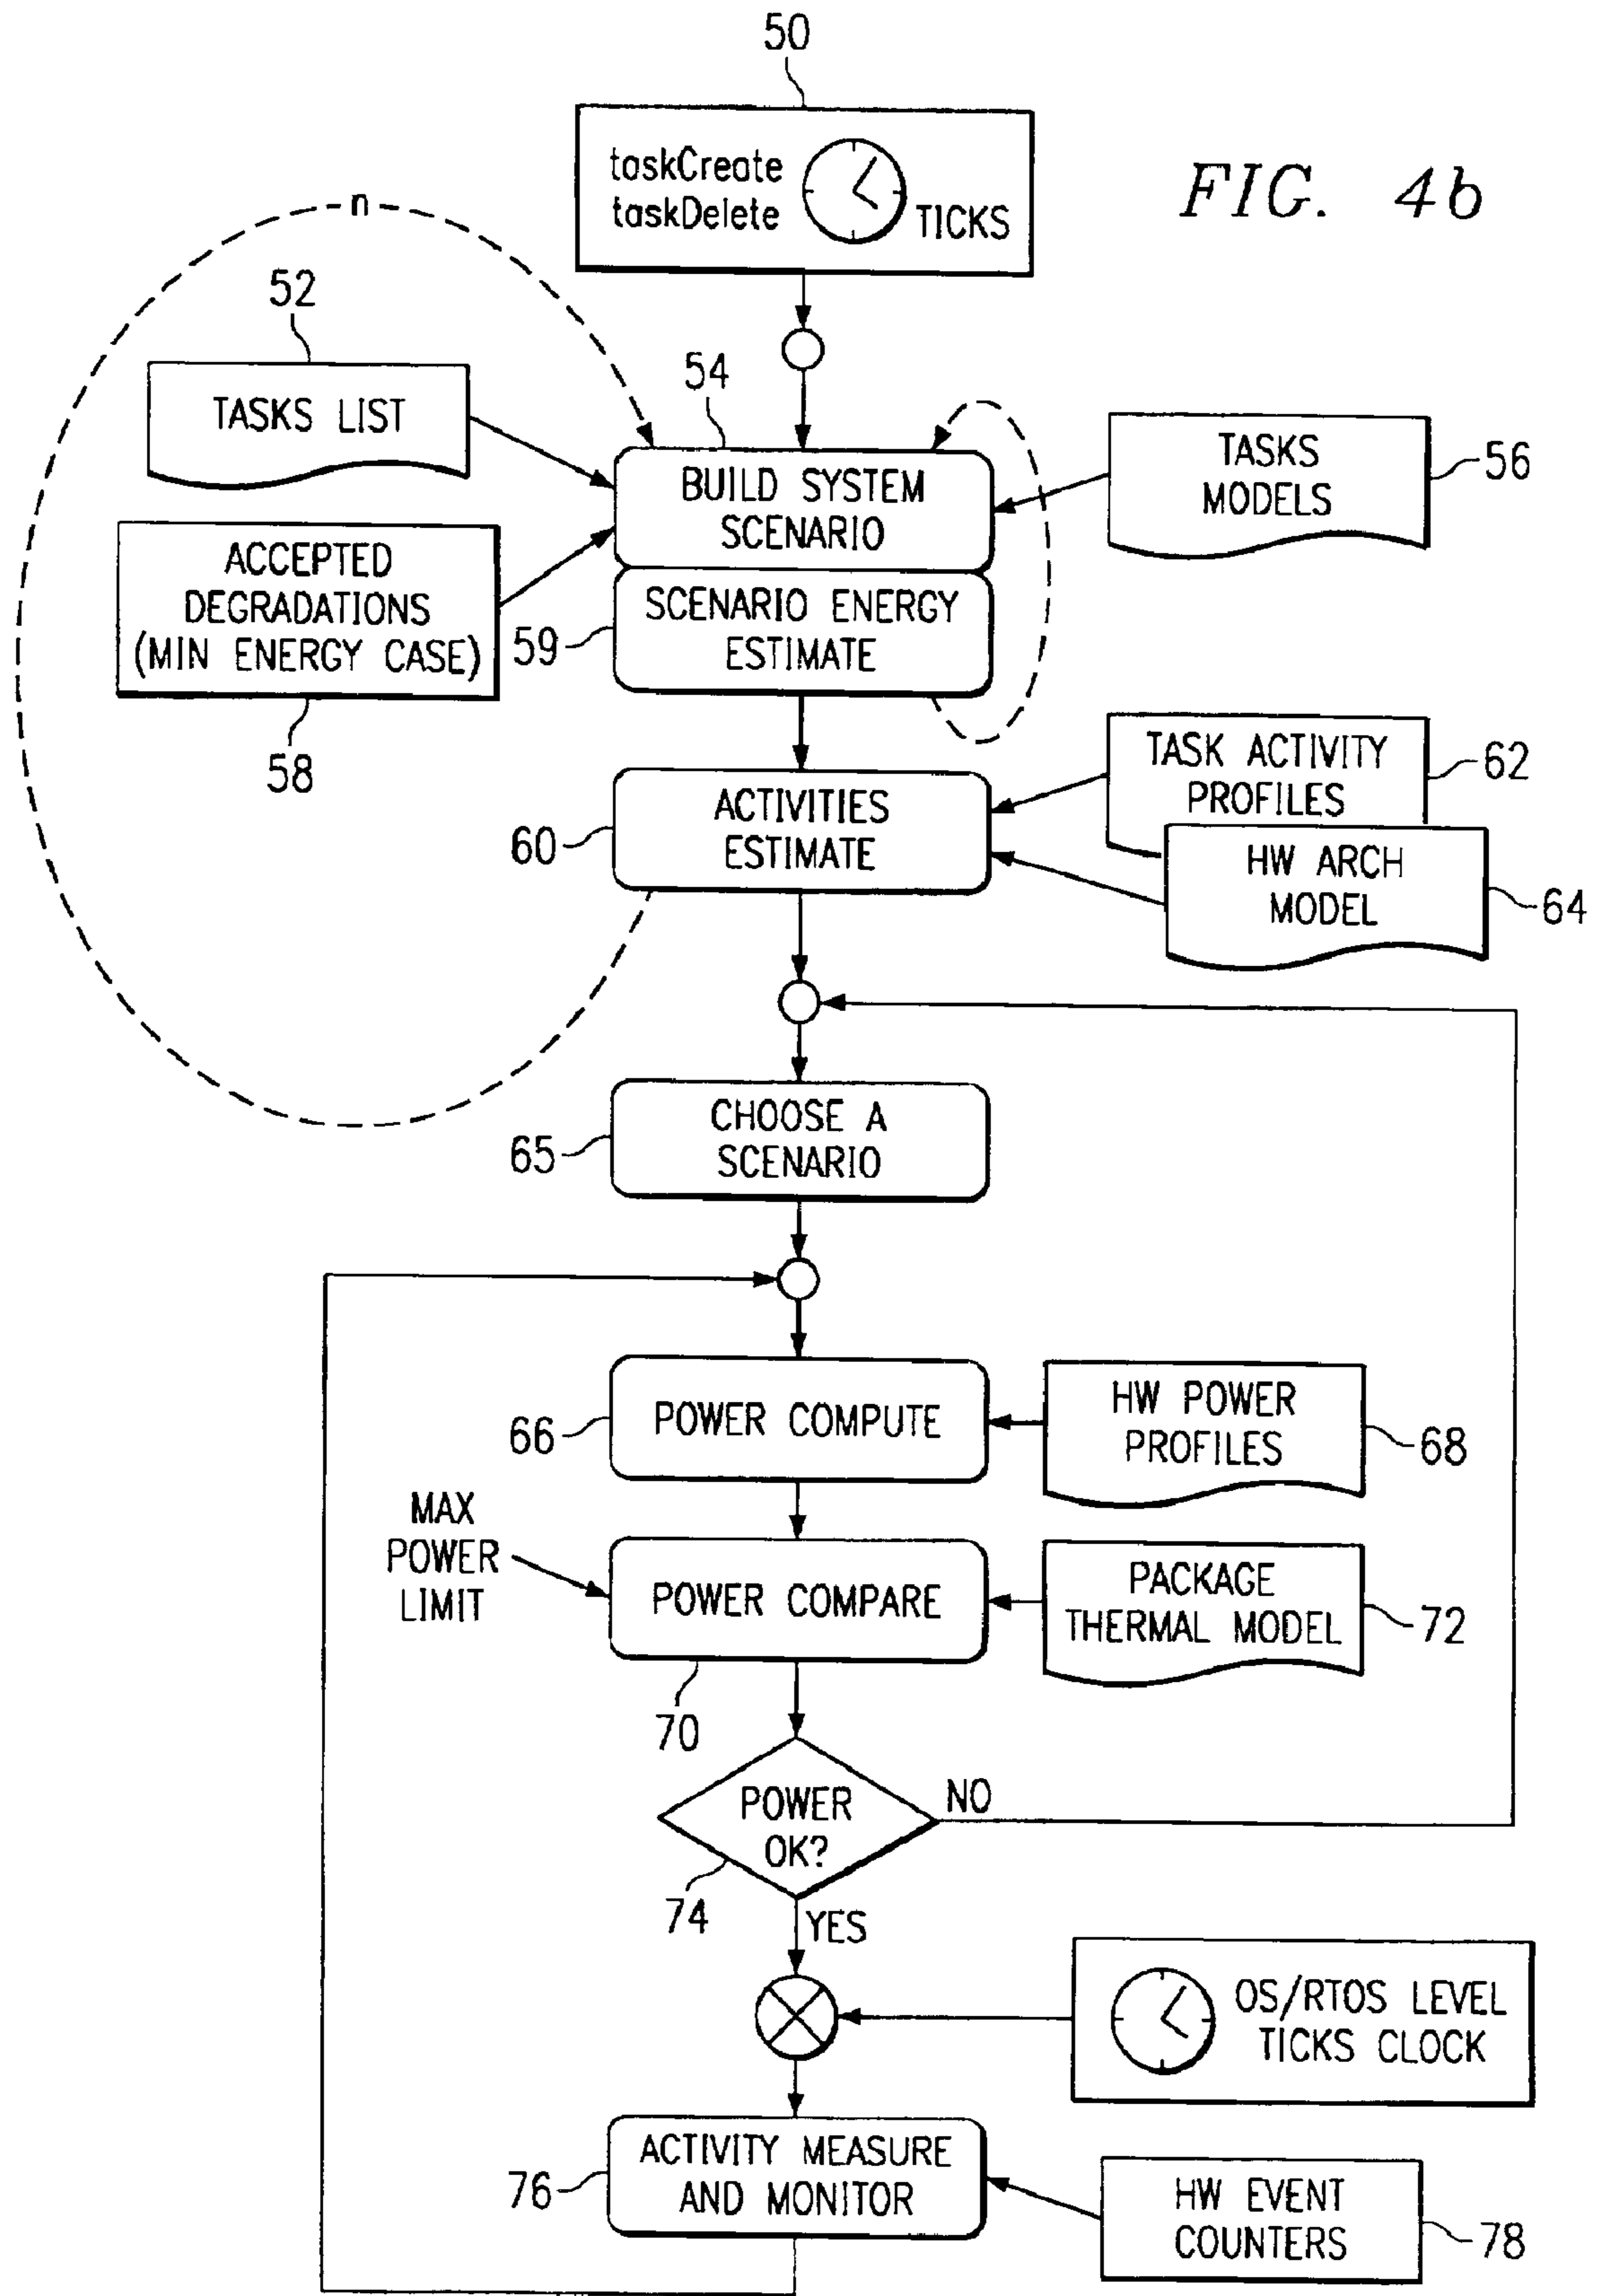 50
taskCreate
taskDelete
TICKS
FIG. 4b
n
52
TASKS LIST
54
BUILD SYSTEM
SCENARIO
TASKS
MODELS
56
ACCEPTED
DEGRADATIONS
(MIN ENERGY CASE)
58
59
SCENARIO ENERGY
ESTIMATE
60
ACTIVITIES
ESTIMATE
TASK ACTIVITY
PROFILES
62
HW ARCH
MODEL
64
65
CHOOSE A
SCENARIO
66
POWER COMPUTE
HW POWER
PROFILES
68
MAX
POWER
LIMIT
POWER COMPARE
70
PACKAGE
THERMAL MODEL
72
POWER
OK?
74
NO
YES
OS/RTOS LEVEL
TICKS CLOCK
76
ACTIVITY MEASURE
AND MONITOR
HW EVENT
COUNTERS
78